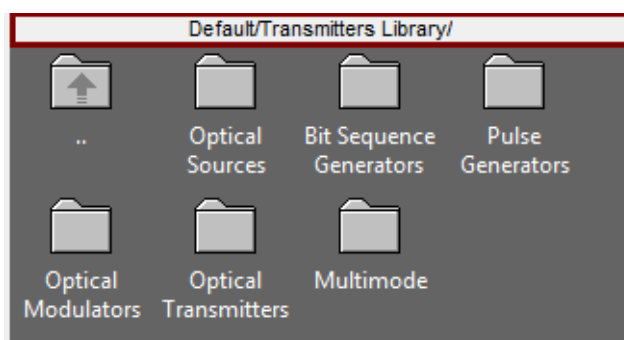 Default/Transmitters Library/
..
Optical
Sources
Bit Sequence
Generators
Pulse
Generators
Optical
Modulators
Optical
Transmitters
Multimode